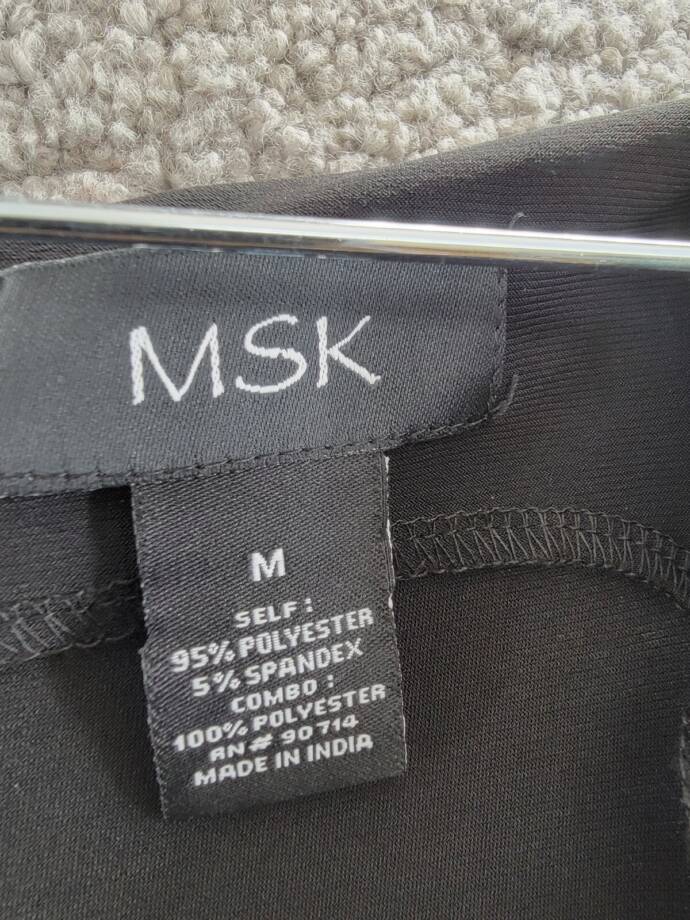 MSK
M
SELF:
95% POLYESTER
5% SPANDEX
COMBO:
100% POLYESTER
RN# 90714
MADE IN INDIA